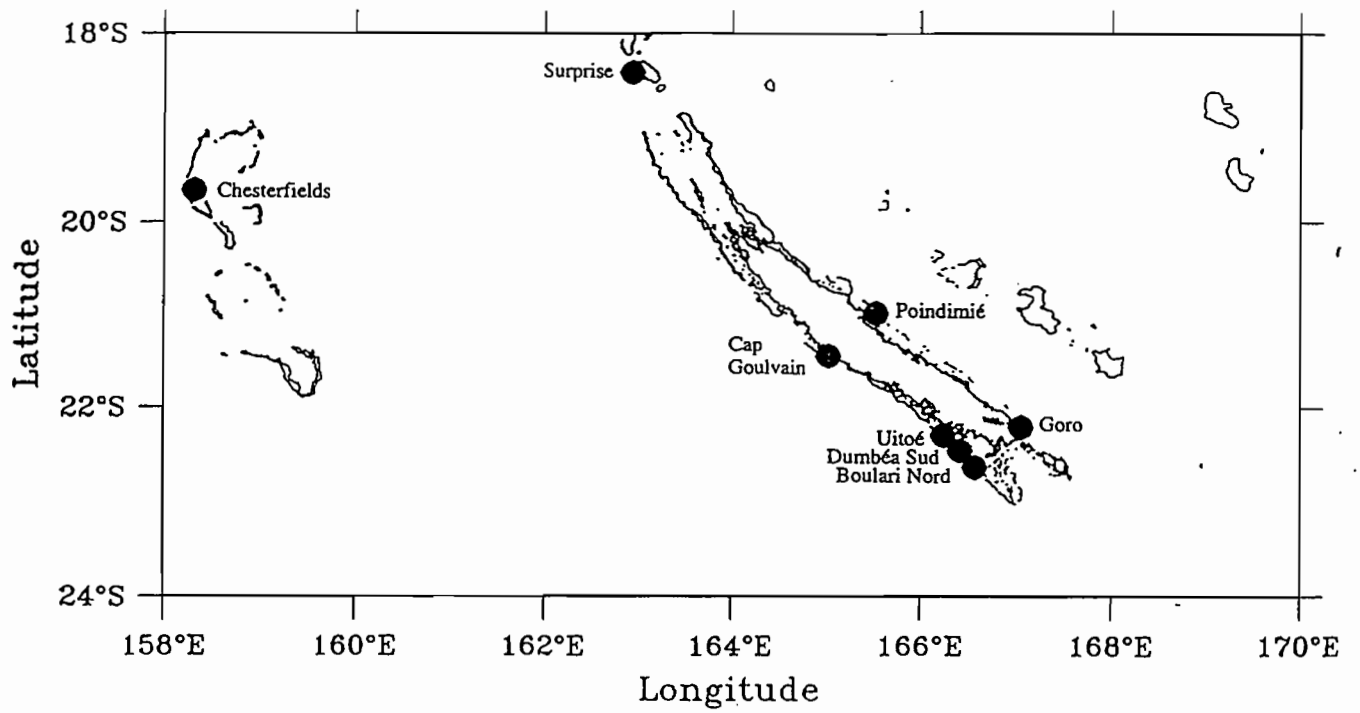 18°S
Surprise
Chesterfields
20°S
Latitude
Poindimié
Cap
Goulvain
22°S
Goro
Uitoé
Dumbéa Sud
Boulari Nord
24°S
158°E 160°E 162°E 164°E 166°E 168°E 170°E
Longitude